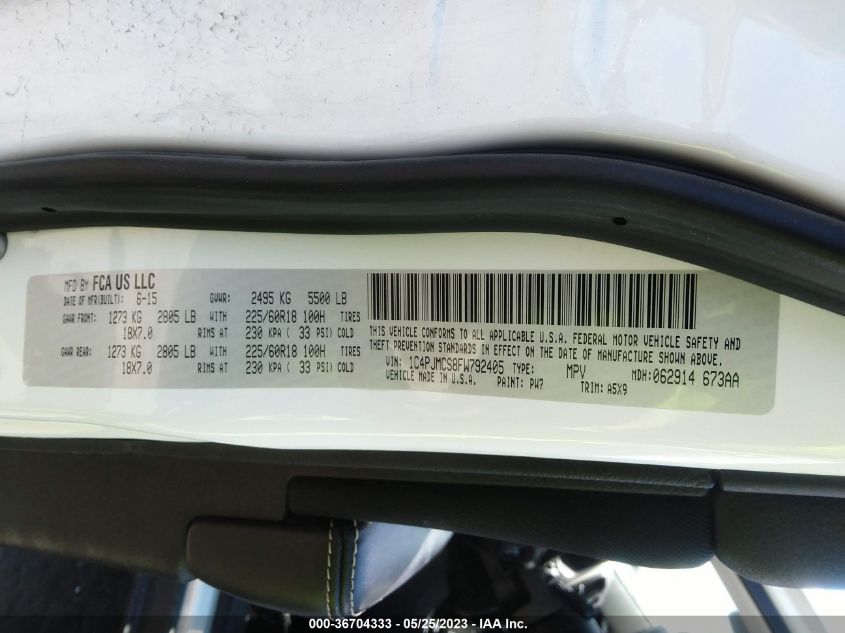 MFD BY FCA US LLC
DATE OF MFR(BUILT): 6-15 GVWR: 2495 KG 5500 LB
GAWR FRONT: 1273 KG 2805 LB WITH 225/60R18 100H TIRES
18X7.0 RIMS AT 230 KPA ( 33 PSI) COLD
GAWR REAR: 1273 KG 2805 LB WITH 225/60R18 100H TIRES
18X7.0 RIMS AT 230 KPA ( 33 PSI) COLD
THIS VEHICLE CONFORMS TO ALL APPLICABLE U.S.A. FEDERAL MOTOR VEHICLE SAFETY AND
THEFT PREVENTION STANDARDS IN EFFECT ON THE DATE OF MANUFACTURE SHOWN ABOVE.
VIN: 1C4PJMCS8FW792405 TYPE: MPV MDH: 062914 673AA
VEHICLE MADE IN U.S.A. PAINT: PW7 TRIM: A5X9
000-36704333 - 05/25/2023 - IAA Inc.